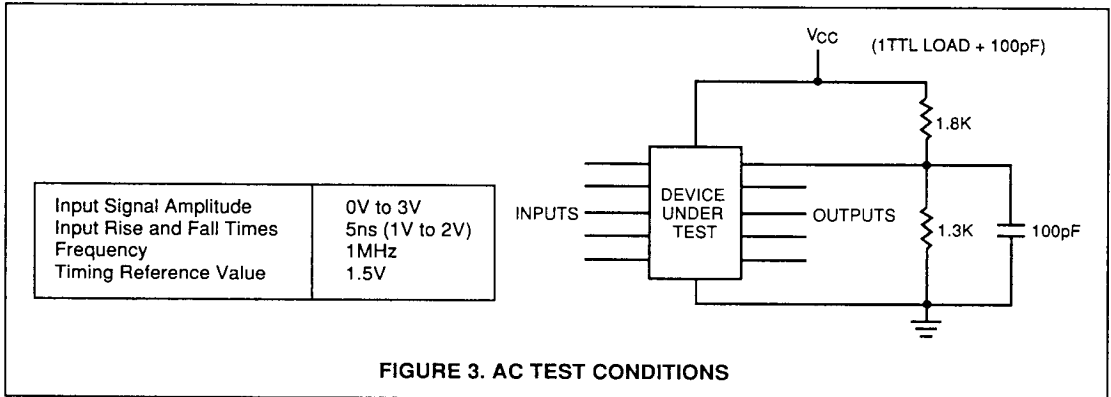 Input Signal Amplitude 0V to 3V
Input Rise and Fall Times 5ns (1V to 2V)
Frequency 1MHz
Timing Reference Value 1.5V
VCC (1TTL LOAD + 100pF)
1.8K
INPUTS
DEVICE
UNDER
TEST
OUTPUTS
1.3K
100pF
FIGURE 3. AC TEST CONDITIONS